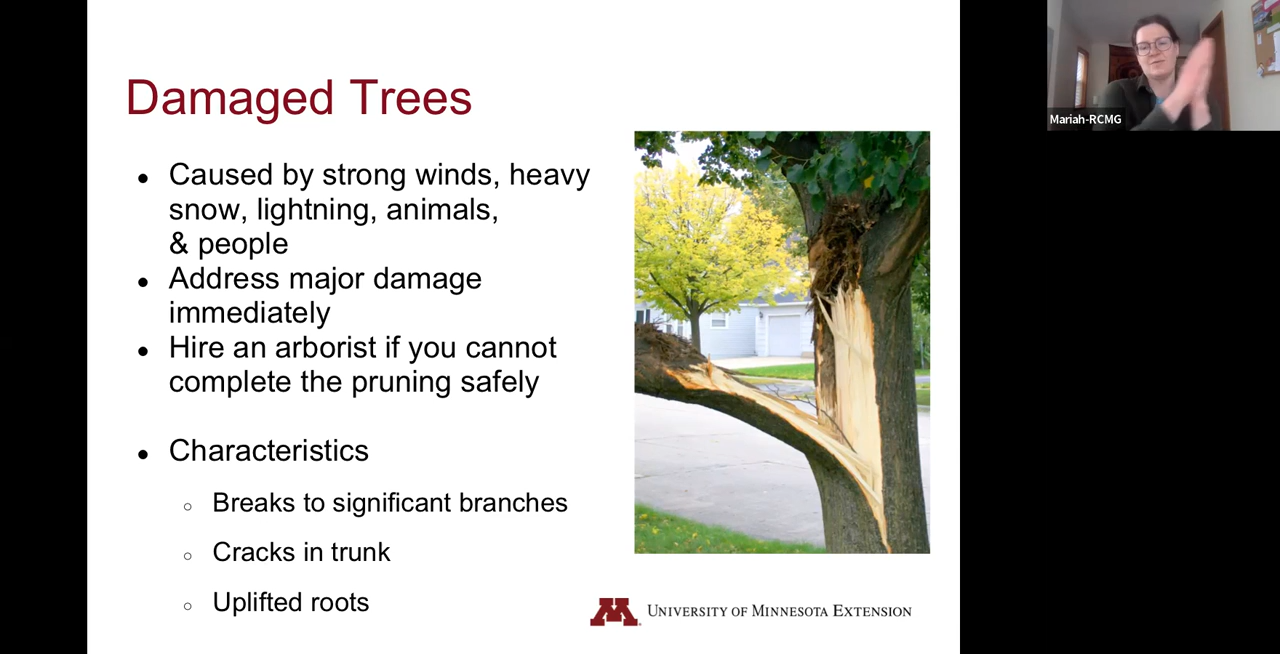 Damaged Trees
● Caused by strong winds, heavy
snow, lightning, animals,
& people
● Address major damage
immediately
● Hire an arborist if you cannot
complete the pruning safely
● Characteristics
○ Breaks to significant branches
○ Cracks in trunk
○ Uplifted roots
M UNIVERSITY OF MINNESOTA EXTENSION
Mariah-RCMG